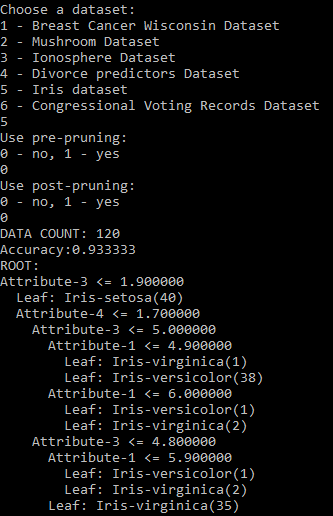 Choose a dataset:
1 - Breast Cancer Wisconsin Dataset
2 - Mushroom Dataset
3 - Ionosphere Dataset
4 - Divorce predictors Dataset
5 - Iris dataset
6 - Congressional Voting Records Dataset
5
Use pre-pruning:
0 - no, 1 - yes
0
Use post-pruning:
0 - no, 1 - yes
0
DATA COUNT: 120
Accuracy:0.933333
ROOT:
Attribute-3 <= 1.900000
  Leaf: Iris-setosa(40)
  Attribute-4 <= 1.700000
    Attribute-3 <= 5.000000
      Attribute-1 <= 4.900000
        Leaf: Iris-virginica(1)
        Leaf: Iris-versicolor(38)
      Attribute-1 <= 6.000000
        Leaf: Iris-versicolor(1)
        Leaf: Iris-virginica(2)
    Attribute-3 <= 4.800000
      Attribute-1 <= 5.900000
        Leaf: Iris-versicolor(1)
        Leaf: Iris-virginica(2)
      Leaf: Iris-virginica(35)